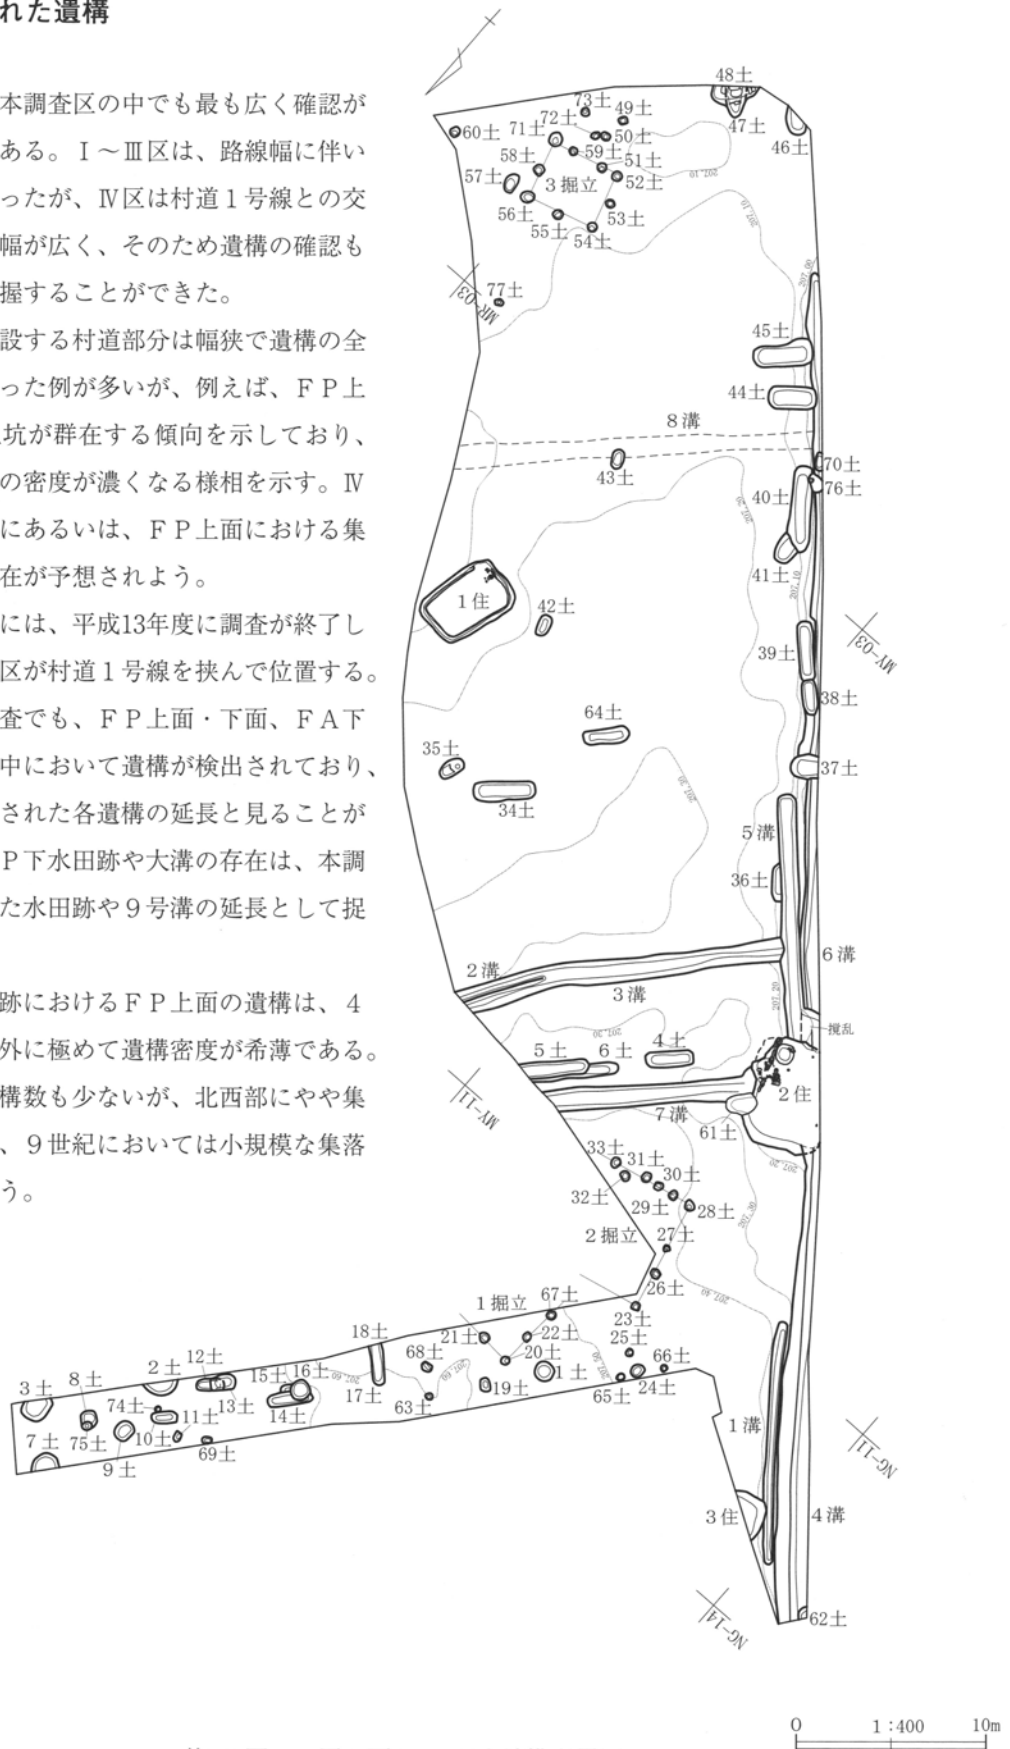 れた遺構
本調査区の中でも最も広く確認が
ある。Ⅰ～Ⅲ区は、路線幅に伴い
ったが、Ⅳ区は村道１号線との交
幅が広く、そのため遺構の確認も
握することができた。
設する村道部分は幅狭で遺構の全
った例が多いが、例えば、ＦＰ上
坑が群在する傾向を示しており、
の密度が濃くなる様相を示す。Ⅳ
にあるいは、ＦＰ上面における集
在が予想されよう。
には、平成13年度に調査が終了し
区が村道１号線を挟んで位置する。
査でも、ＦＰ上面・下面、ＦＡ下
中において遺構が検出されており、
された各遺構の延長と見ることが
Ｐ下水田跡や大溝の存在は、本調
た水田跡や９号溝の延長として捉
跡におけるＦＰ上面の遺構は、４
外に極めて遺構密度が希薄である。
構数も少ないが、北西部にやや集
、９世紀においては小規模な集落
う。
48土
73土
49土
72土
47土
60土
71土
50土
46土
59土
58土
51土
57土
3掘立
52土
207.10
56土
53土
207.10
55土
54土
207.00
77土
MR-03
45土
44土
8溝
43土
70土
40土
76土
207.20
41土
207.10
1住
42土
39土
MY-03
38土
64土
35土
37土
34土
207.30
5溝
36土
6溝
2溝
3溝
207.20
207.20
撹乱
5土
6土
4土
2住
MY-11
7溝
61土
33土
31土
30土
207.20
32土
29土
28土
207.30
2掘立
27土
26土
207.40
1掘立
67土
23土
18土
21土
22土
25土
20土
68土
66土
2土
12土
15土
16土
207.60
207.60
207.50
1土
8土
17土
3土
19土
24土
13土
65土
74土
14土
63土
11土
1溝
7土
75土
10土
69土
9土
NG-11
3住
4溝
NG-14
62土
0
1:400
10m